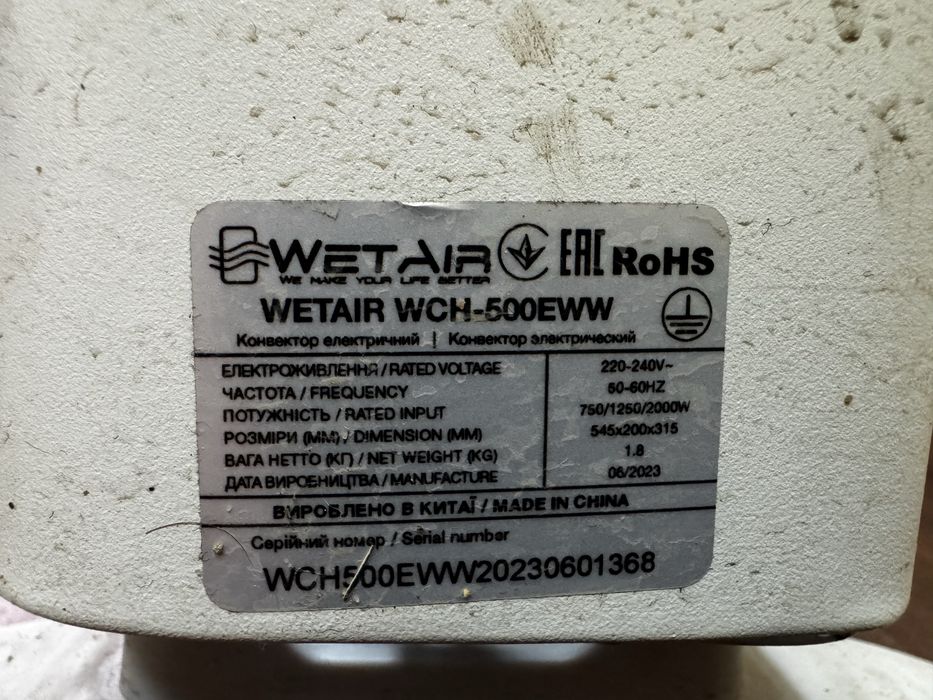 WETAIR EAC RoHS
WE MAKE YOUR LIFE BETTER
WETAIR WCH-500EWW
Конвектор електричний | Конвектор электрический
ЕЛЕКТРОЖИВЛЕННЯ / RATED VOLTAGE 220-240V~
ЧАСТОТА / FREQUENCY 50-60HZ
ПОТУЖНІСТЬ / RATED INPUT 750/1250/2000W
РОЗМІРИ (ММ) / DIMENSION (MM) 545x200x315
ВАГА НЕТТО (КГ) / NET WEIGHT (KG) 1.8
ДАТА ВИРОБНИЦТВА / MANUFACTURE 06/2023
ВИРОБЛЕНО В КИТАЇ / MADE IN CHINA
Серійний номер / Serial number
WCH500EWW20230601368